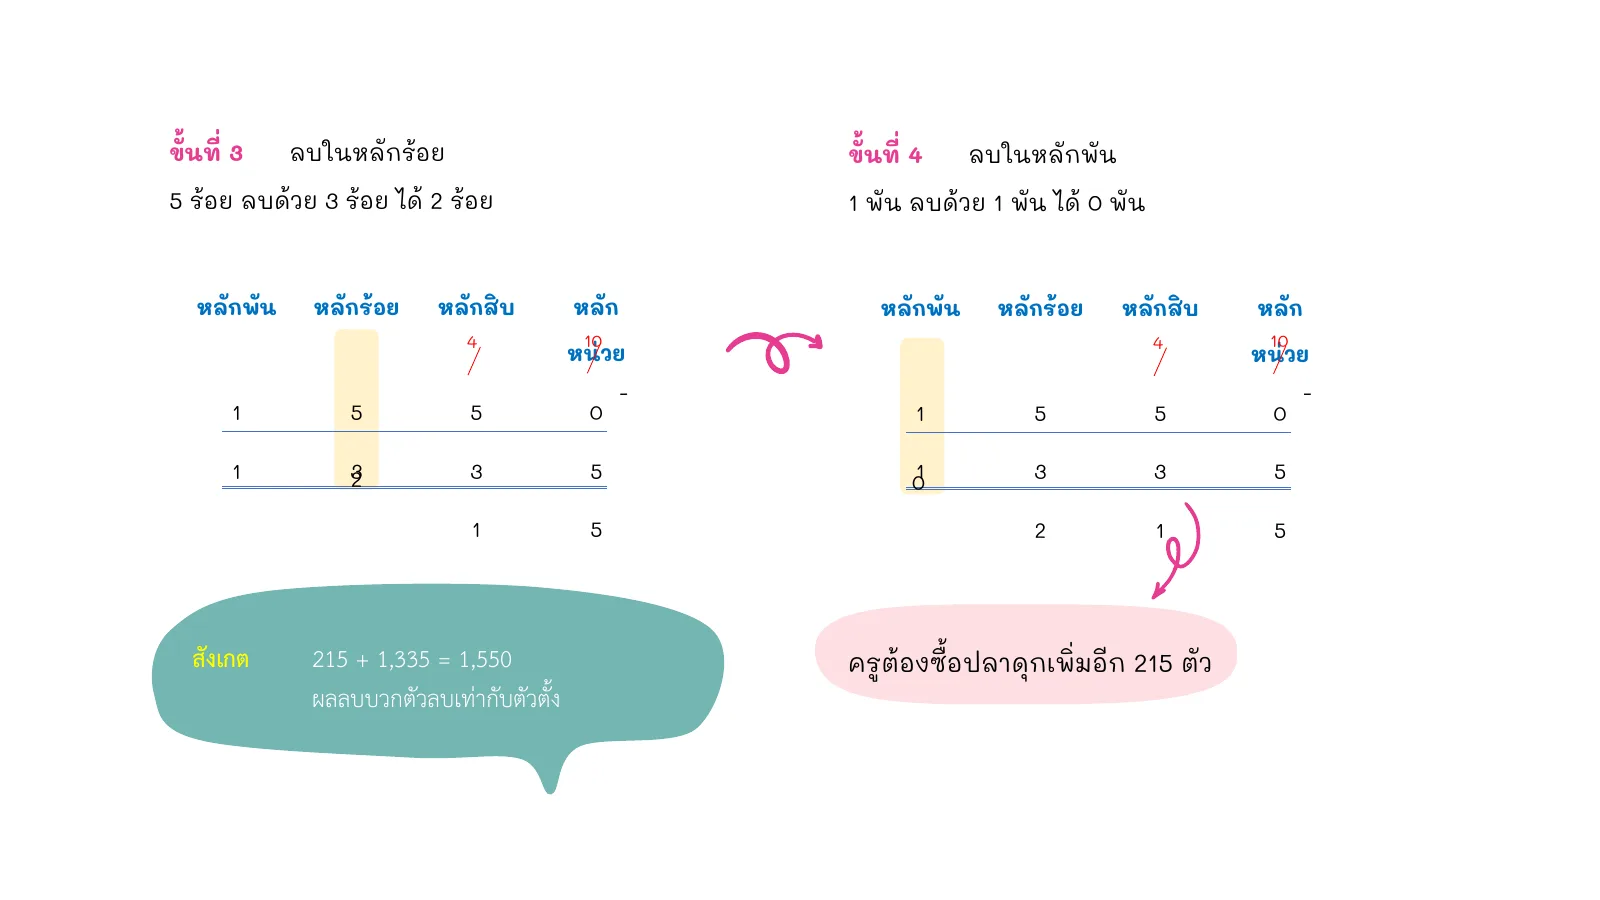 ขั้นที่ 3 ลบในหลักร้อย
5 ร้อย ลบด้วย 3 ร้อย ได้ 2 ร้อย
หลักพัน หลักร้อย หลักสิบ หลัก
หน่วย
4 10
-
1 5 5 0
1 3 3 5
2
1 5
สังเกต 215 + 1,335 = 1,550
ผลลบบวกตัวลบเท่ากับตัวตั้ง
ขั้นที่ 4 ลบในหลักพัน
1 พัน ลบด้วย 1 พัน ได้ 0 พัน
หลักพัน หลักร้อย หลักสิบ หลัก
หน่วย
4 10
-
1 5 5 0
1 3 3 5
0
2 1 5
ครูต้องซื้อปลาดุกเพิ่มอีก 215 ตัว